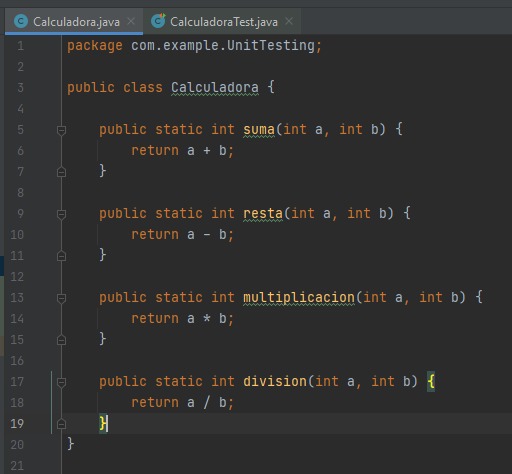 Calculadora.java CalculadoraTest.java
1 package com.example.UnitTesting;
2
3 public class Calculadora {
4
5 public static int suma(int a, int b) {
6 return a + b;
7 }
8
9 public static int resta(int a, int b) {
10 return a - b;
11 }
12
13 public static int multiplicacion(int a, int b) {
14 return a * b;
15 }
16
17 public static int division(int a, int b) {
18 return a / b;
19 }
20 }
21